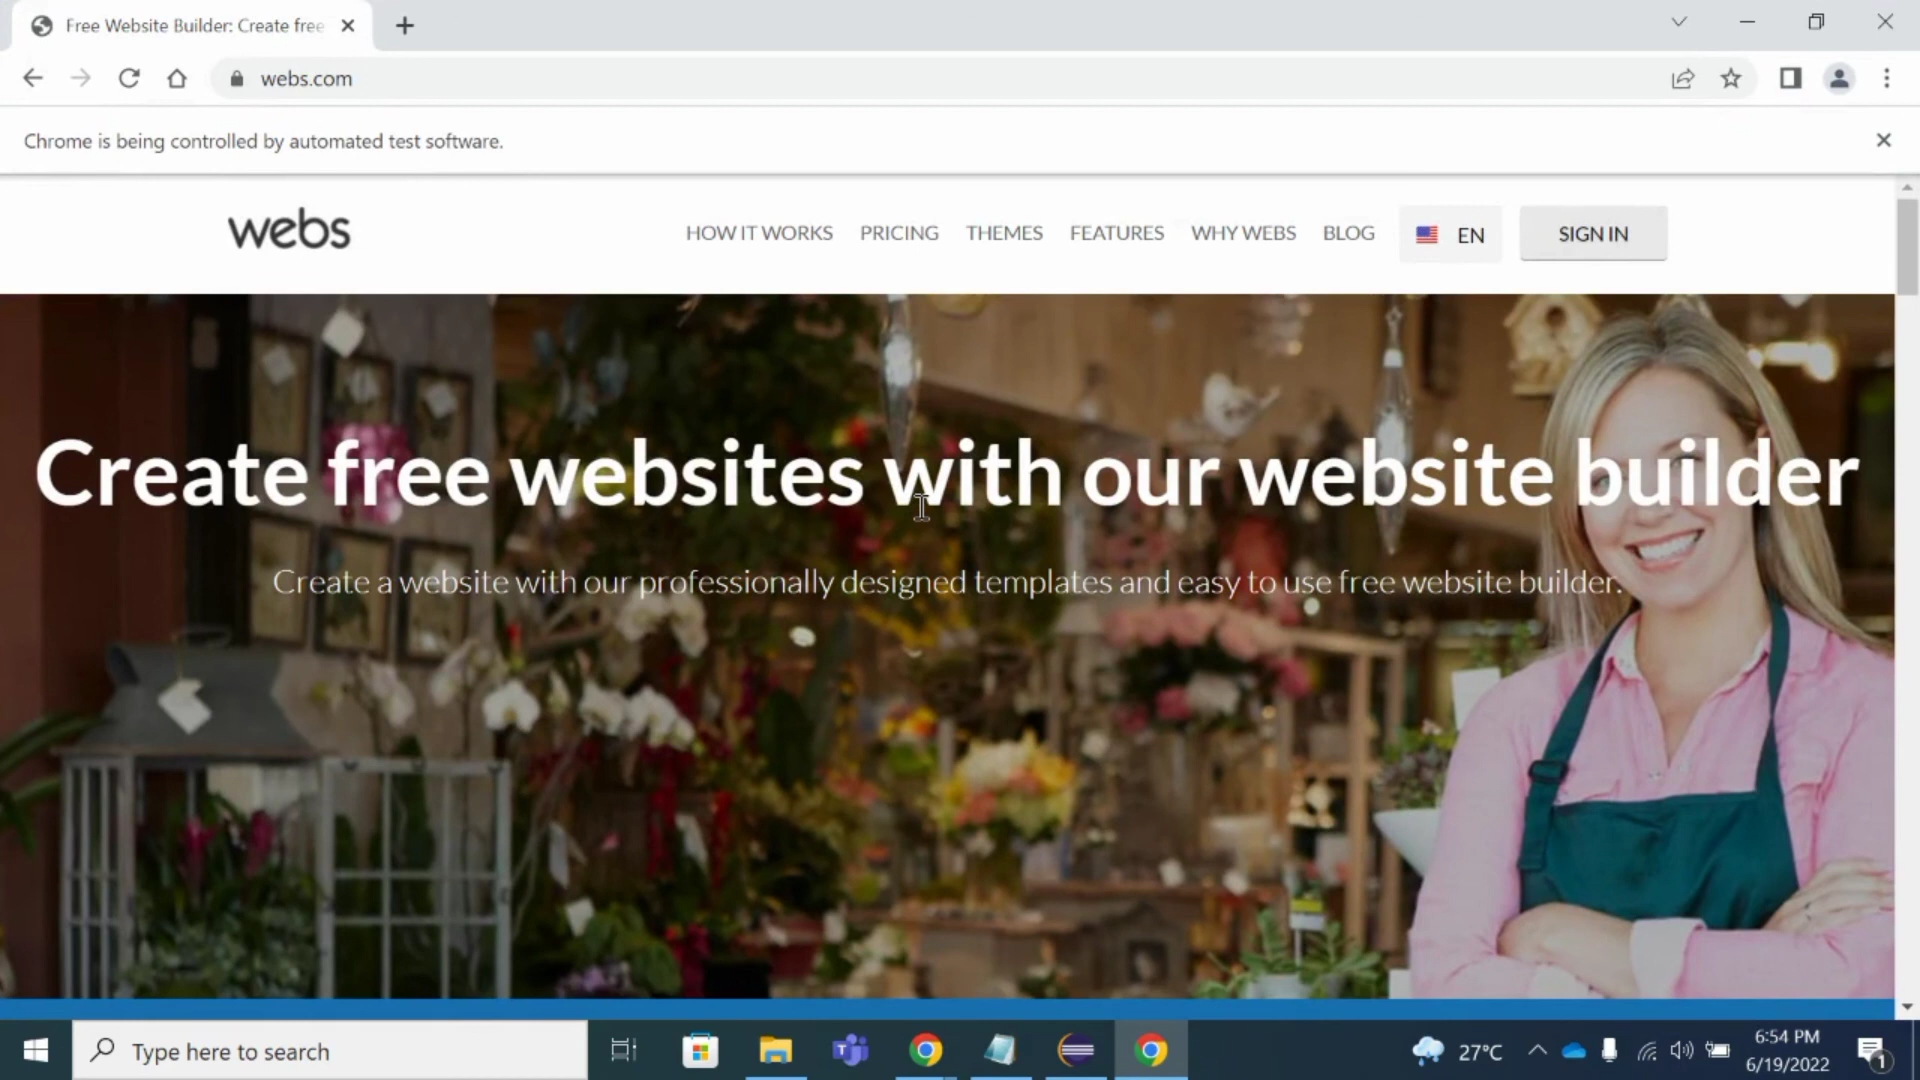 Free Website Builder: Create free
webs.com
Chrome is being controlled by automated test software.
webs
HOW IT WORKS
PRICING
THEMES
FEATURES
WHY WEBS
BLOG
EN
SIGN IN
Create free websites with our website builder
Create a website with our professionally designed templates and easy to use free website builder.
Type here to search
27°C
6:54 PM
6/19/2022
1